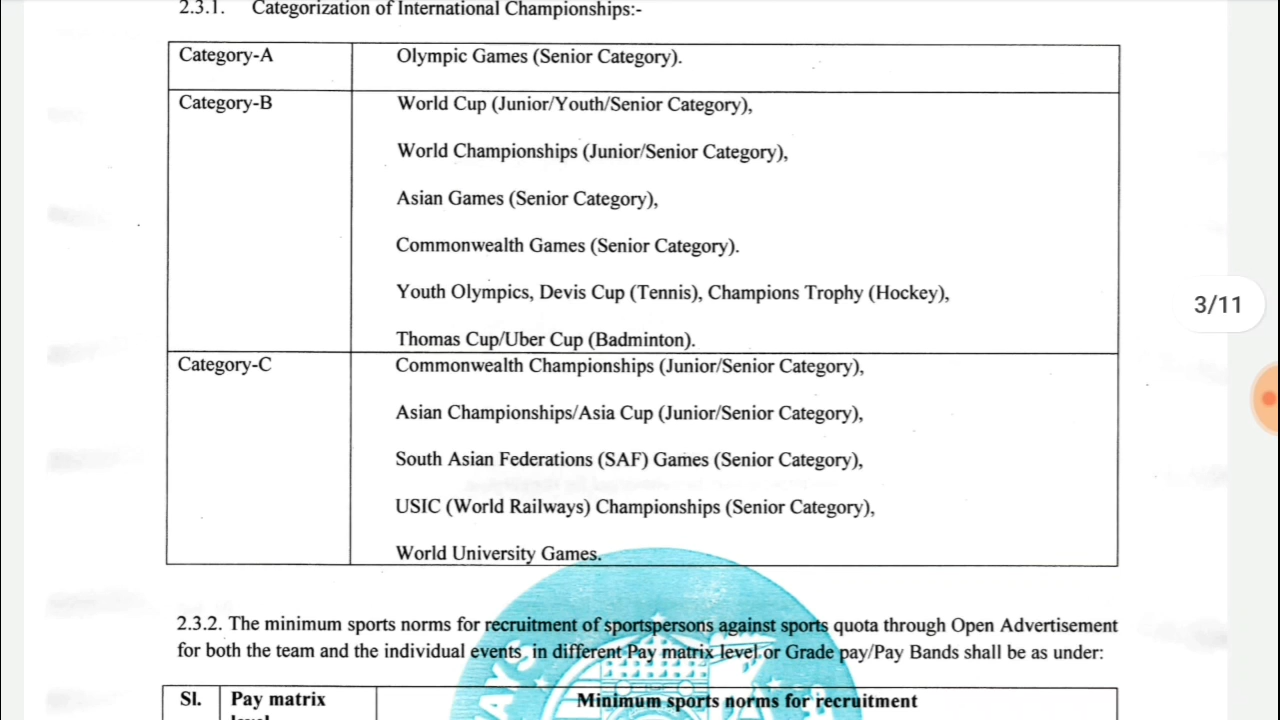 2.3.1. Categorization of International Championships:-
Category-A Olympic Games (Senior Category).
Category-B World Cup (Junior/Youth/Senior Category),
World Championships (Junior/Senior Category),
Asian Games (Senior Category),
Commonwealth Games (Senior Category).
Youth Olympics, Devis Cup (Tennis), Champions Trophy (Hockey),
Thomas Cup/Uber Cup (Badminton).
Category-C Commonwealth Championships (Junior/Senior Category),
Asian Championships/Asia Cup (Junior/Senior Category),
South Asian Federations (SAF) Games (Senior Category),
USIC (World Railways) Championships (Senior Category),
World University Games.
3/11
2.3.2. The minimum sports norms for recruitment of sportspersons against sports quota through Open Advertisement
for both the team and the individual events, in different Pay matrix level or Grade pay/Pay Bands shall be as under:
Sl. Pay matrix Minimum sports norms for recruitment